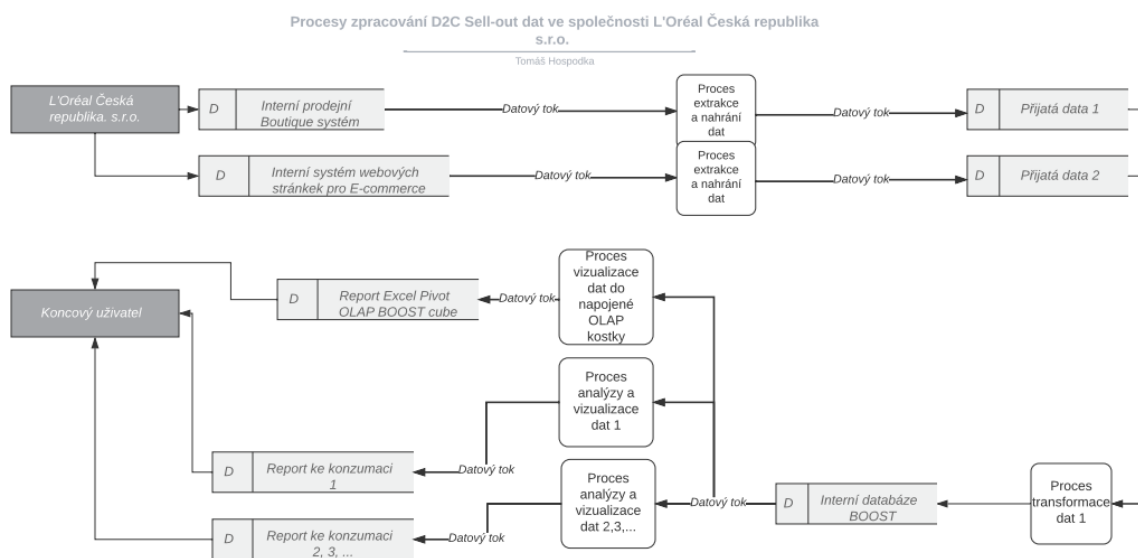 Procesy zpracování D2C Sell-out dat ve společnosti L'Oréal Česká republika
s.r.o.
Tomáš Hospodka
L'Oréal Česká
republika. s.r.o.
D
Interní prodejní
Boutique systém
Datový tok
Proces
extrakce
a nahrání
dat
Datový tok
D
Přijatá data 1
D
Interní systém webových
stránkek pro E-commerce
Datový tok
Proces
extrakce
a nahrání
dat
Datový tok
D
Přijatá data 2
Koncový uživatel
D
Report Excel Pivot
OLAP BOOST cube
Datový tok
Proces
vizualizace
dat do
napojené
OLAP
kostky
Proces
analýzy a
vizualizace
dat 1
D
Report ke konzumaci
1
Datový tok
Proces
analýzy a
vizualizace
dat 2,3,...
Datový tok
D
Interní databáze
BOOST
Proces
transformace
dat 1
D
Report ke konzumaci
2, 3, ...
Datový tok